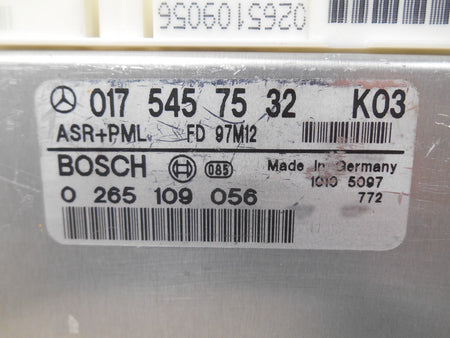 0265109056
017 545 75 32 K03
ASR+PML FD 97M12
BOSCH 085 Made In Germany
1010 5097
0 265 109 056 772